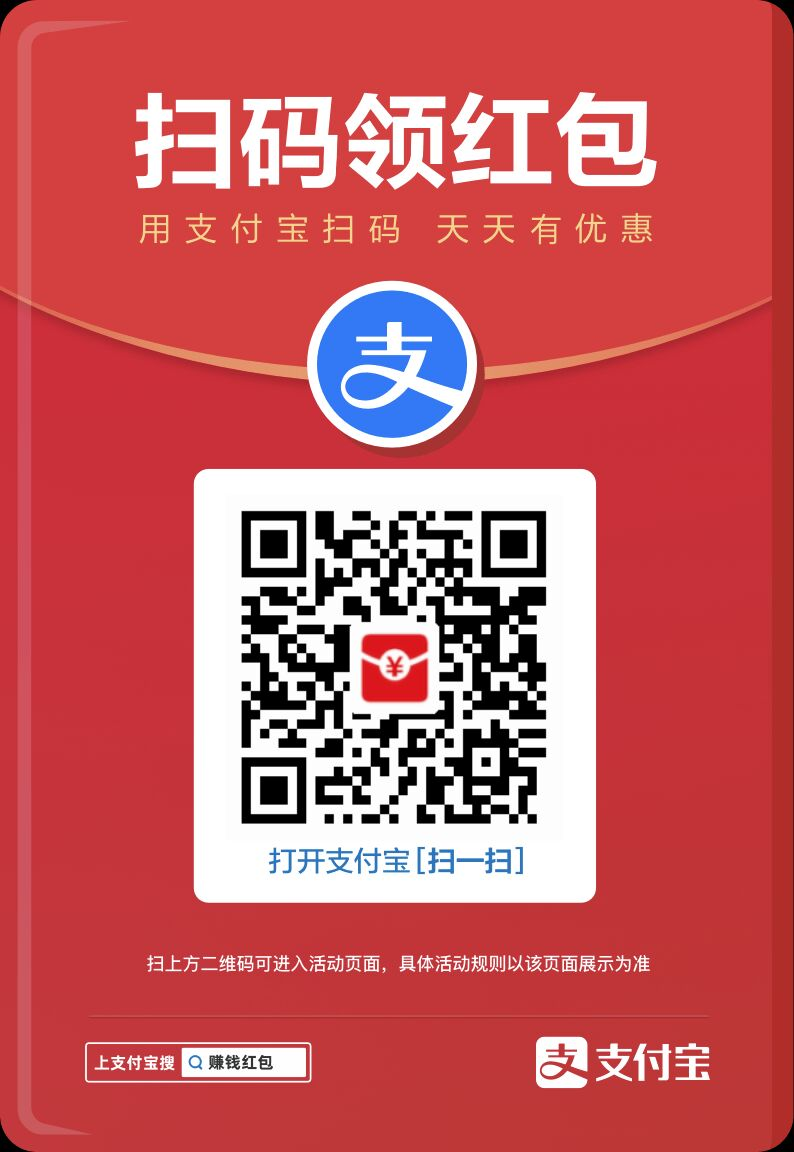 扫码领红包
用支付宝扫码 天天有优惠
支
¥
打开支付宝[扫一扫]
扫上方二维码可进入活动页面，具体活动规则以该页面展示为准
上支付宝搜 赚钱红包
支 支付宝